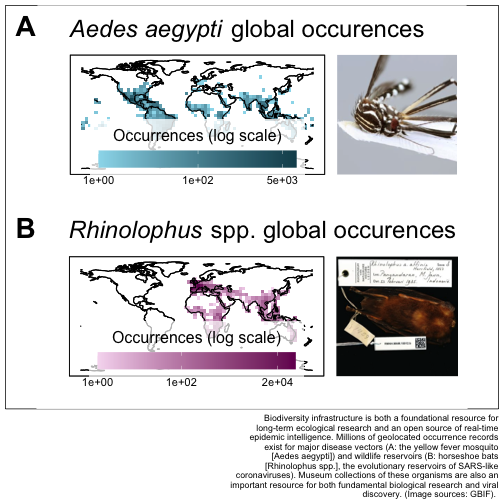 A
Aedes aegypti global occurences
Occurrences (log scale)
1e+00 1e+02 5e+03
B
Rhinolophus spp. global occurences
Occurrences (log scale)
1e+00 1e+02 2e+04
Biodiversity infrastructure is both a foundational resource for
long-term ecological research and an open source of real-time
epidemic intelligence. Millions of geolocated occurrence records
exist for major disease vectors (A: the yellow fever mosquito
[Aedes aegypti]) and wildlife reservoirs (B: horseshoe bats
[Rhinolophus spp.], the evolutionary reservoirs of SARS-like
coronaviruses). Museum collections of these organisms are also an
important resource for both fundamental biological research and viral
discovery. (Image sources: GBIF).